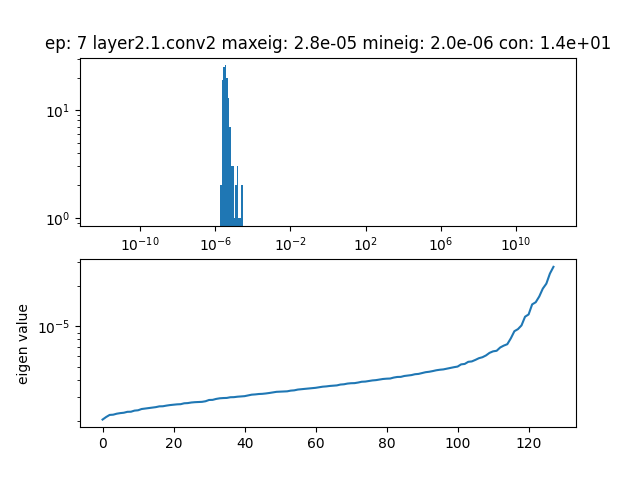 ep: 7 layer2.1.conv2 maxeig: 2.8e-05 mineig: 2.0e-06 con: 1.4e+01
10¹
10⁰
10⁻¹⁰ 10⁻⁶ 10⁻² 10² 10⁶ 10¹⁰
eigen value
10⁻⁵
0 20 40 60 80 100 120